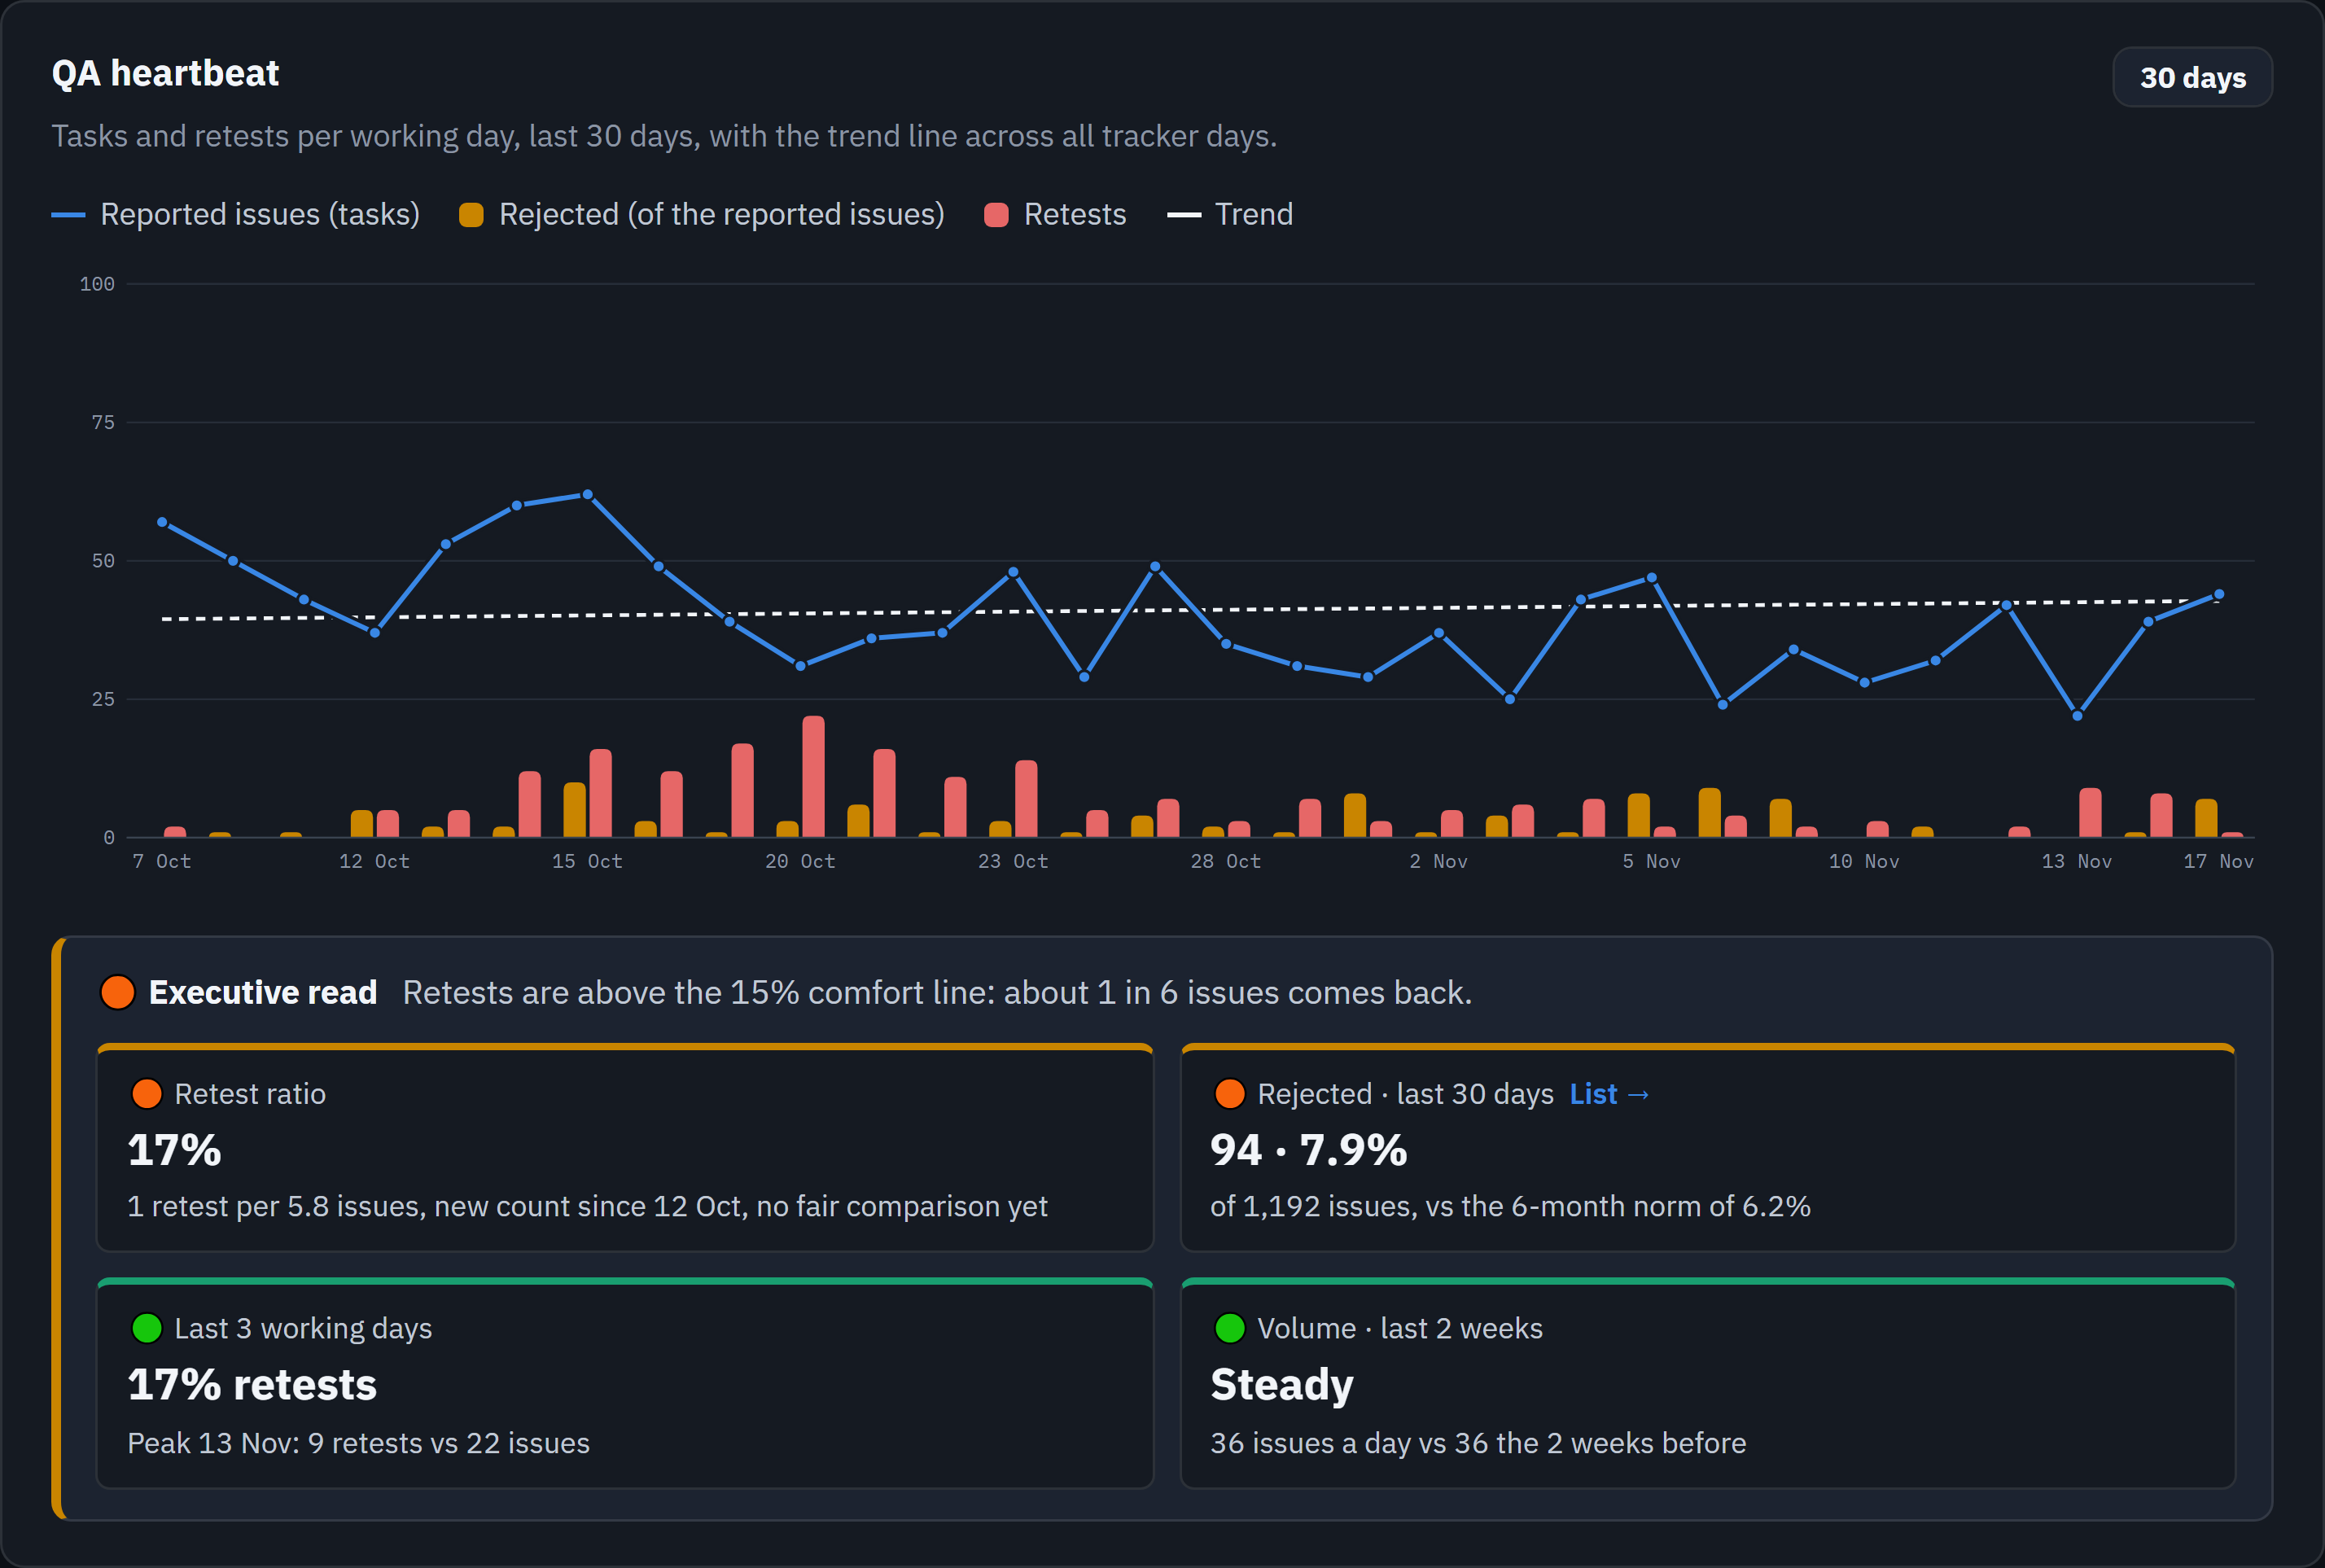 QA heartbeat
30 days
Tasks and retests per working day, last 30 days, with the trend line across all tracker days.
Reported issues (tasks) Rejected (of the reported issues) Retests Trend
100
75
50
25
0
7 Oct 12 Oct 15 Oct 20 Oct 23 Oct 28 Oct 2 Nov 5 Nov 10 Nov 13 Nov 17 Nov
Executive read Retests are above the 15% comfort line: about 1 in 6 issues comes back.
Retest ratio
17%
1 retest per 5.8 issues, new count since 12 Oct, no fair comparison yet
Rejected · last 30 days List →
94 · 7.9%
of 1,192 issues, vs the 6-month norm of 6.2%
Last 3 working days
17% retests
Peak 13 Nov: 9 retests vs 22 issues
Volume · last 2 weeks
Steady
36 issues a day vs 36 the 2 weeks before